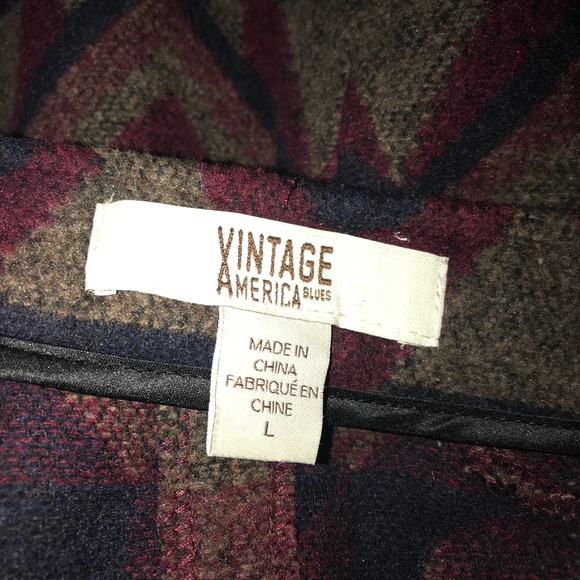 VINTAGE
AMERICA BLUES
MADE IN
CHINA
FABRIQUÉ EN
CHINE
L